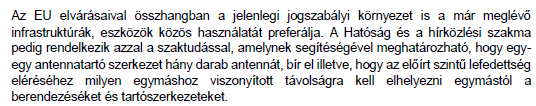 Az EU elvárásaival összhangban a jelenlegi jogszabályi környezet is a már meglévő
infrastruktúrák, eszközök közös használatát preferálja. A Hatóság és a hírközlési szakma
pedig rendelkezik azzal a szaktudással, amelynek segítéségével meghatározható, hogy egy-
egy antennatartó szerkezet hány darab antennát, bír el illetve, hogy az előírt szintű lefedettség
eléréséhez milyen egymáshoz viszonyított távolságra kell elhelyezni egymástól a
berendezéseket és tartószerkezeteket.